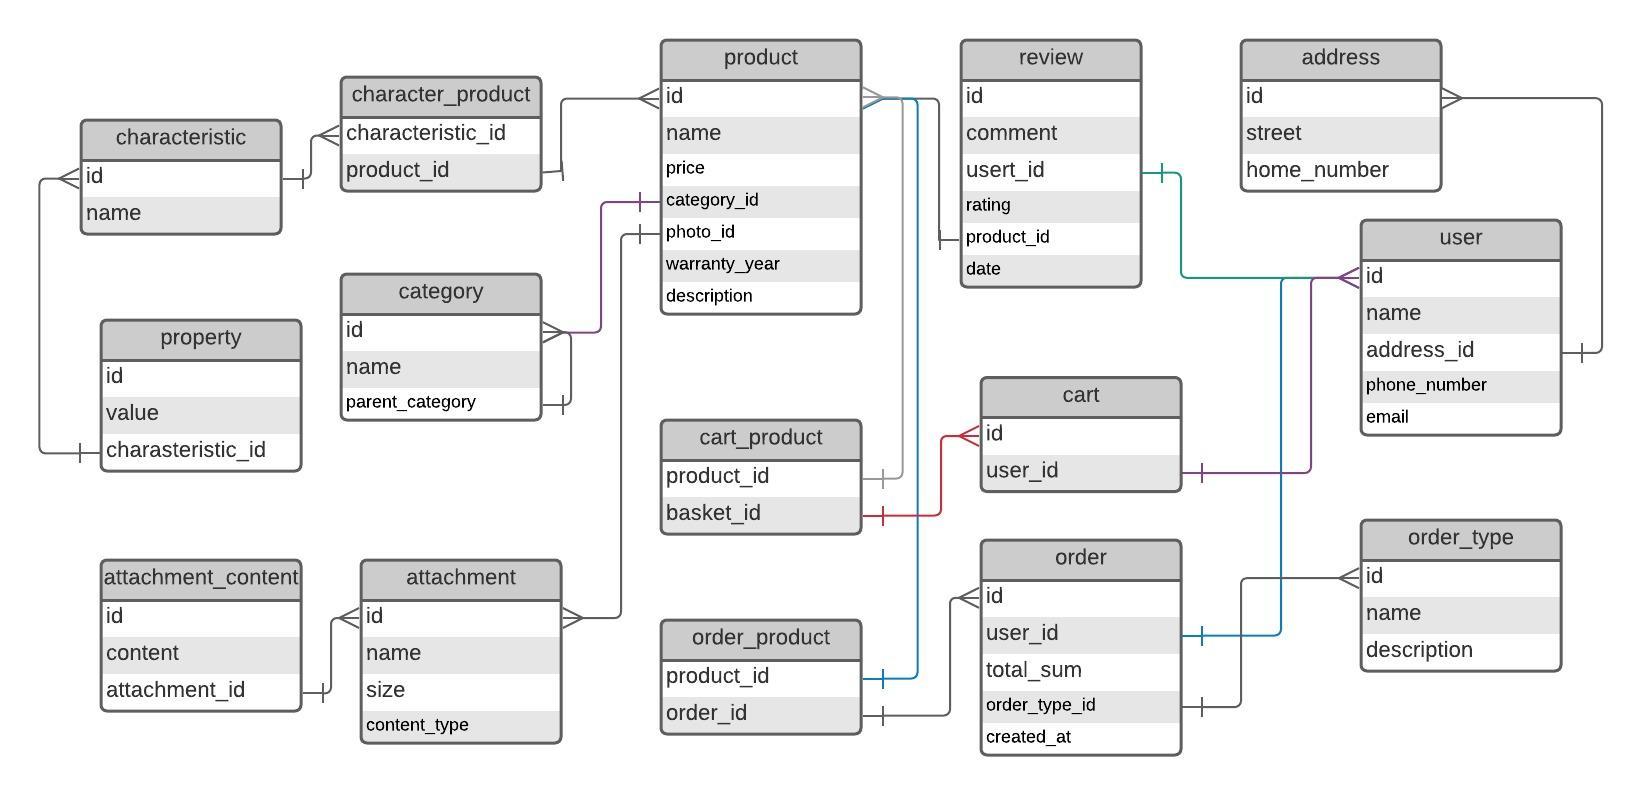 product
id
name
price
category_id
photo_id
warranty_year
description
review
id
comment
usert_id
rating
product_id
date
address
id
street
home_number
character_product
characteristic_id
product_id
characteristic
id
name
user
id
name
address_id
phone_number
email
category
id
name
parent_category
property
id
value
charasteristic_id
cart
id
user_id
cart_product
product_id
basket_id
order_type
id
name
description
order
id
user_id
total_sum
order_type_id
created_at
attachment_content
id
content
attachment_id
attachment
id
name
size
content_type
order_product
product_id
order_id